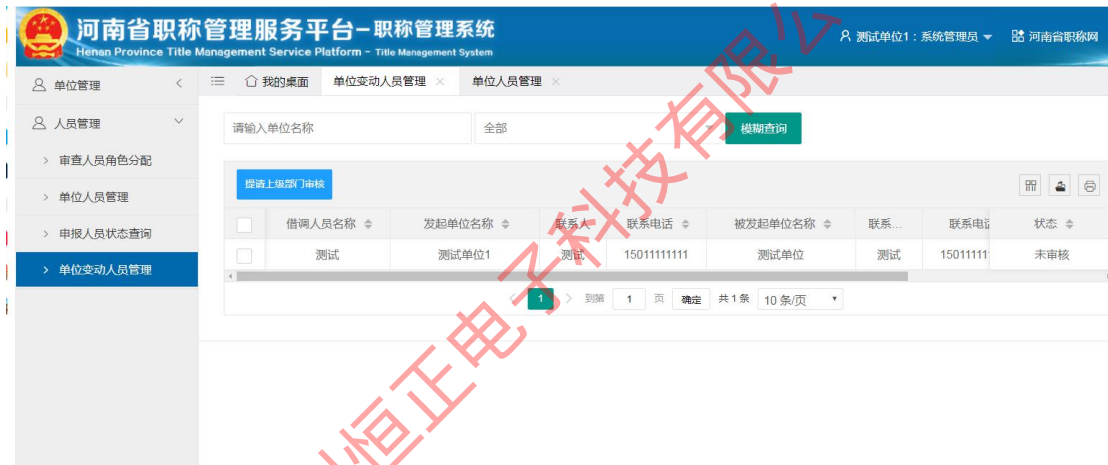 河南省职称管理服务平台-职称管理系统
Henan Province Title Management Service Platform - Title Management System
测试单位1：系统管理员
河南省职称网
单位管理
我的桌面 单位变动人员管理 × 单位人员管理 ×
人员管理
请输入单位名称 全部 模糊查询
审查人员角色分配
提请上级部门审核
单位人员管理
申报人员状态查询
单位变动人员管理
借调人员名称 发起单位名称 联系人 联系电话 被发起单位名称 联系... 联系电话 状态
测试 测试单位1 测试 15011111111 测试单位 测试 15011111 未审核
1 到第 1 页 确定 共1条 10条/页
恒正电子科技有限公